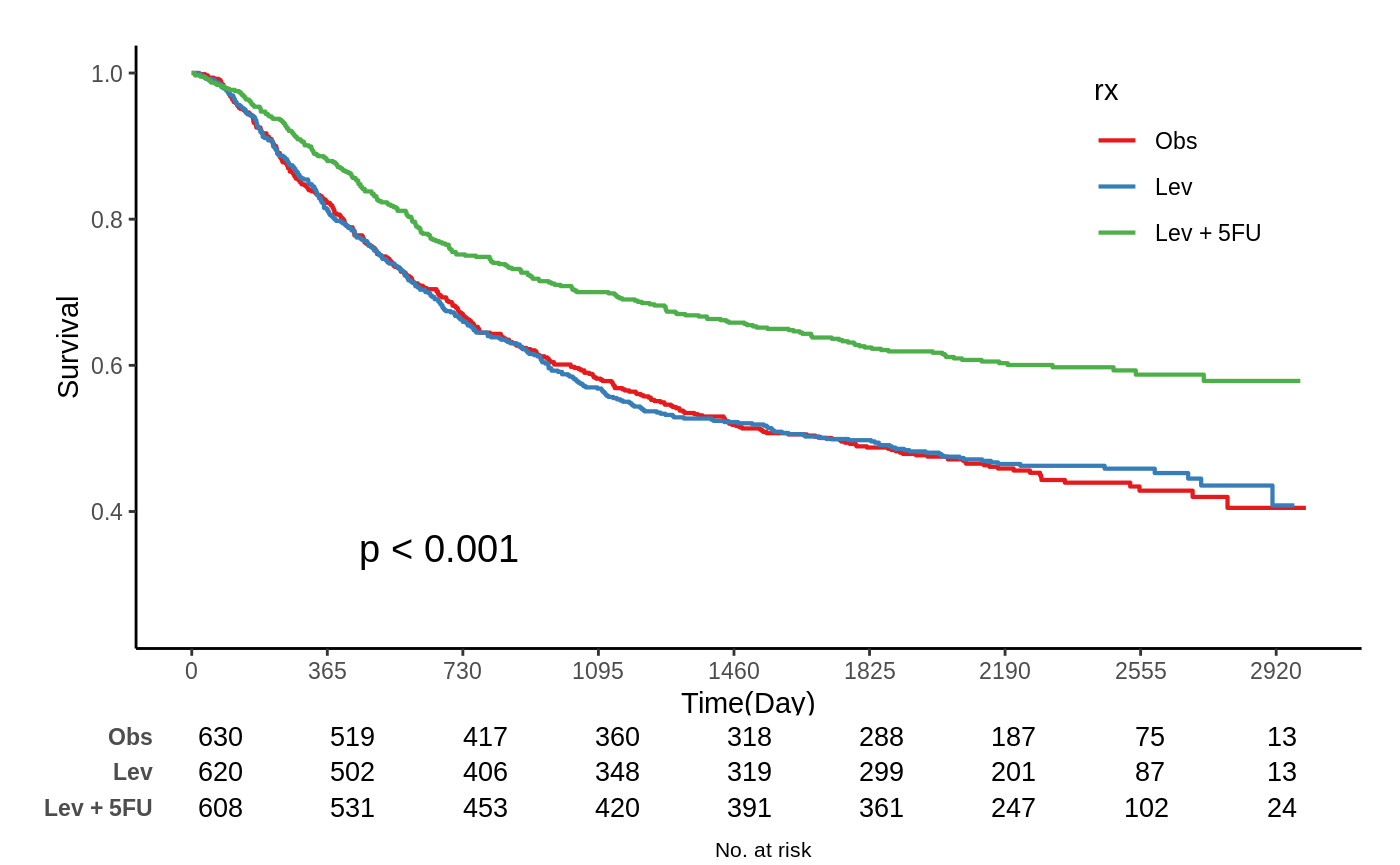 1.0
0.8
0.6
0.4
Survival
rx
Obs
Lev
Lev + 5FU
p < 0.001
0 365 730 1095 1460 1825 2190 2555 2920
Time(Day)
Obs 630 519 417 360 318 288 187 75 13
Lev 620 502 406 348 319 299 201 87 13
Lev + 5FU 608 531 453 420 391 361 247 102 24
No. at risk